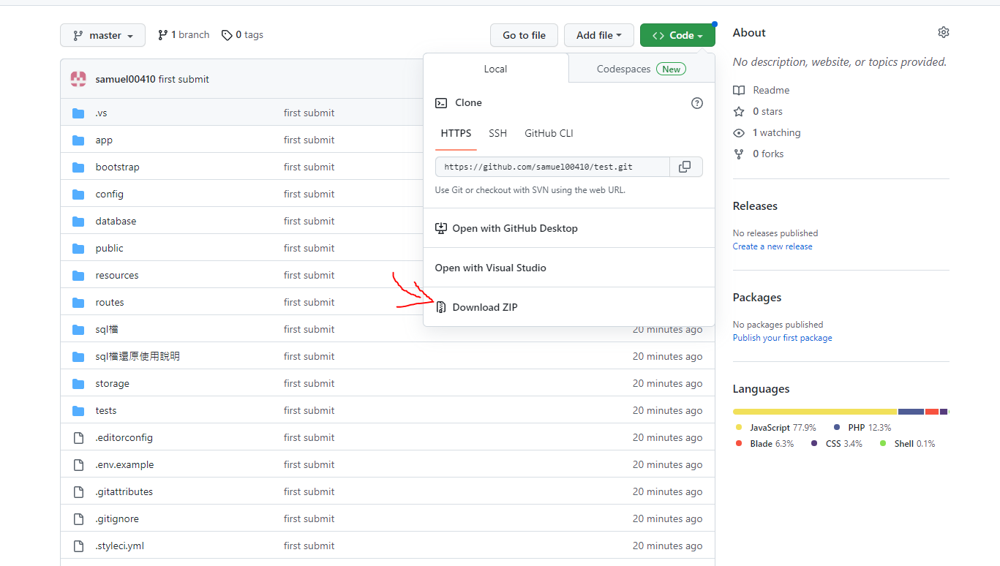 master
1 branch
0 tags
Go to file
Add file
Code
samuel00410 first submit
.vs first submit
app first submit
bootstrap first submit
config first submit
database first submit
public first submit
resources first submit
routes first submit
sql檔 first submit 20 minutes ago
sql檔還原使用說明 first submit 20 minutes ago
storage first submit 20 minutes ago
tests first submit 20 minutes ago
.editorconfig first submit 20 minutes ago
.env.example first submit 20 minutes ago
.gitattributes first submit 20 minutes ago
.gitignore first submit 20 minutes ago
.styleci.yml first submit 20 minutes ago
Local
Codespaces New
Clone
HTTPS SSH GitHub CLI
https://github.com/samuel00410/test.git
Use Git or checkout with SVN using the web URL.
Open with GitHub Desktop
Open with Visual Studio
Download ZIP
About
No description, website, or topics provided.
Readme
0 stars
1 watching
0 forks
Releases
No releases published
Create a new release
Packages
No packages published
Publish your first package
Languages
JavaScript 77.9% PHP 12.3%
Blade 6.3% CSS 3.4% Shell 0.1%